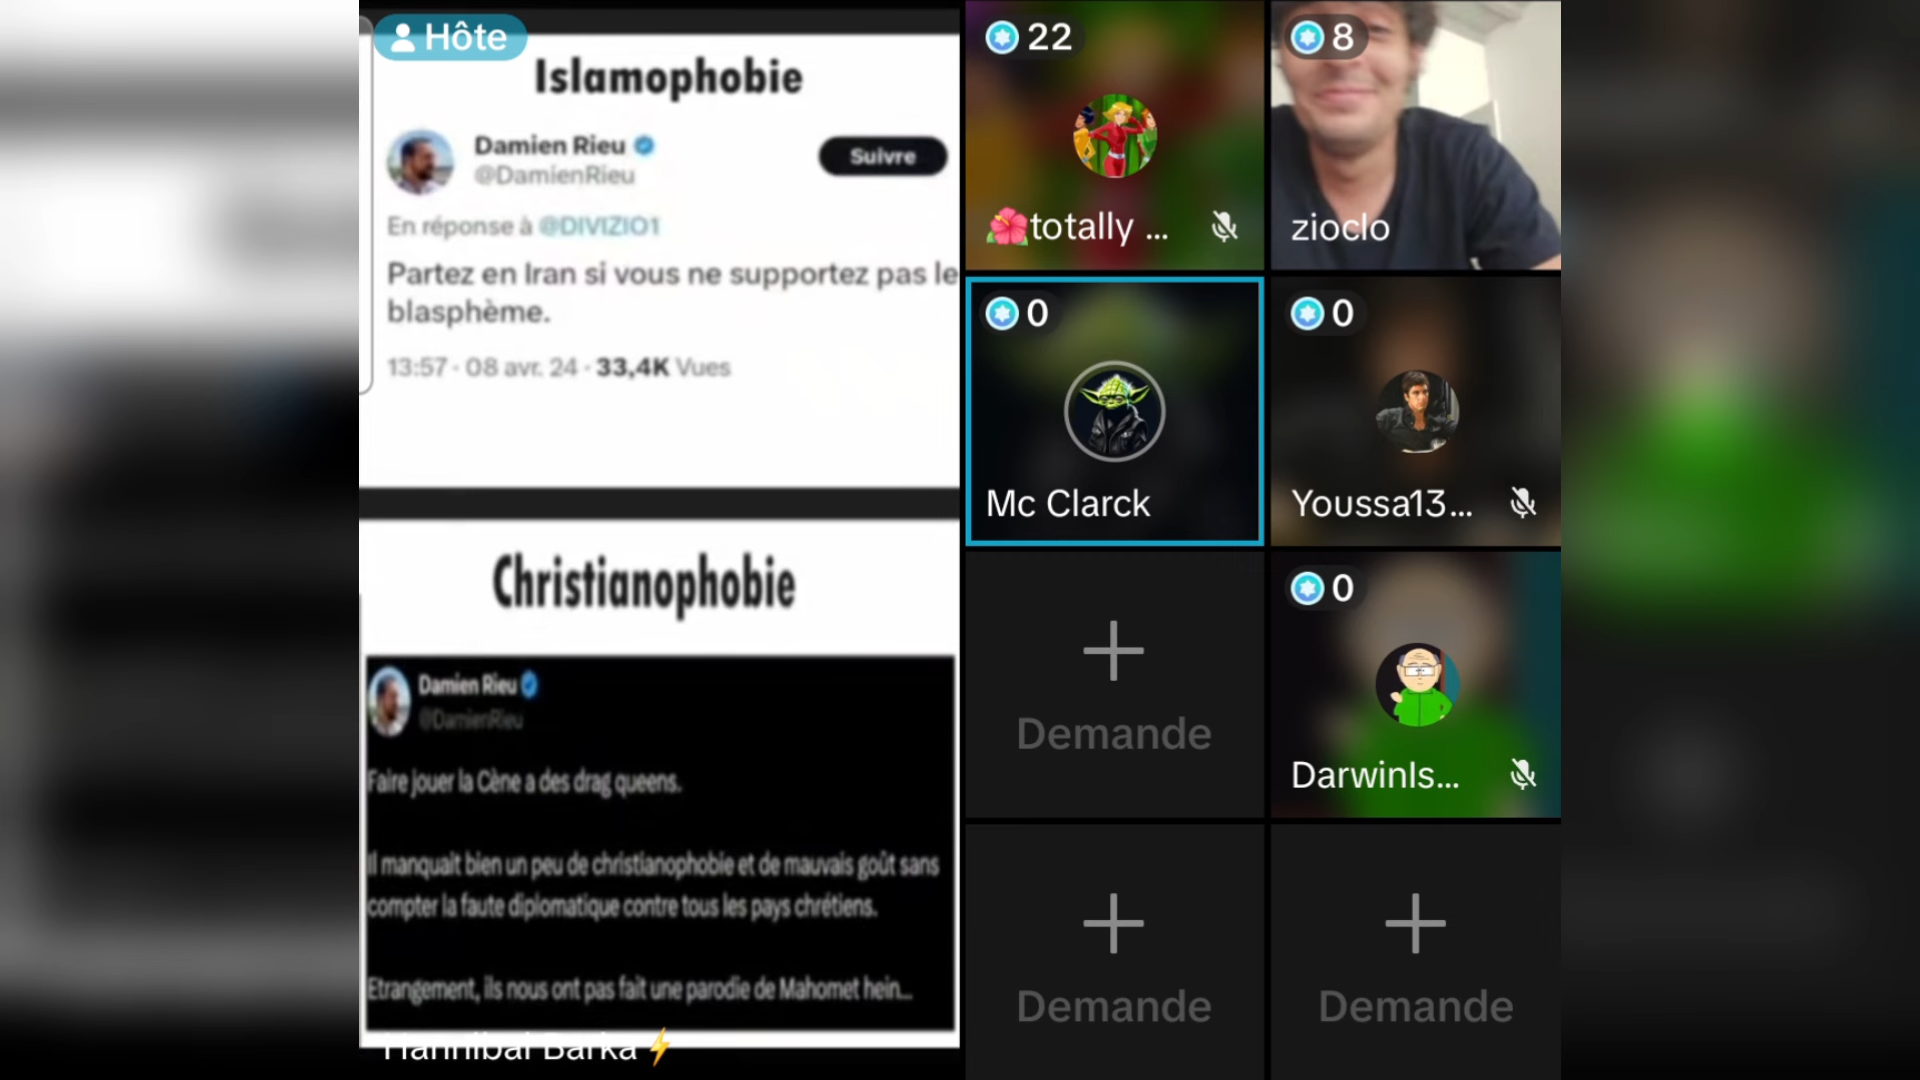 Hôte
Islamophobie
Damien Rieu
@DamienRieu
Suivre
En réponse à @DIVIZIO1
Partez en Iran si vous ne supportez pas le
blasphème.
13:57 · 08 avr. 24 · 33,4K Vues
Christianophobie
Damien Rieu
@DamienRieu
Faire jouer la Cène a des drag queens.
Il manquait bien un peu de christianophobie et de mauvais goût sans
compter la faute diplomatique contre tous les pays chrétiens.
Etrangement, ils nous ont pas fait une parodie de Mahomet hein...
Hannibal Barka⚡
22
🌺totally ...
8
zioclo
0
Mc Clarck
0
Youssa13...
Demande
0
DarwinIs...
Demande
Demande